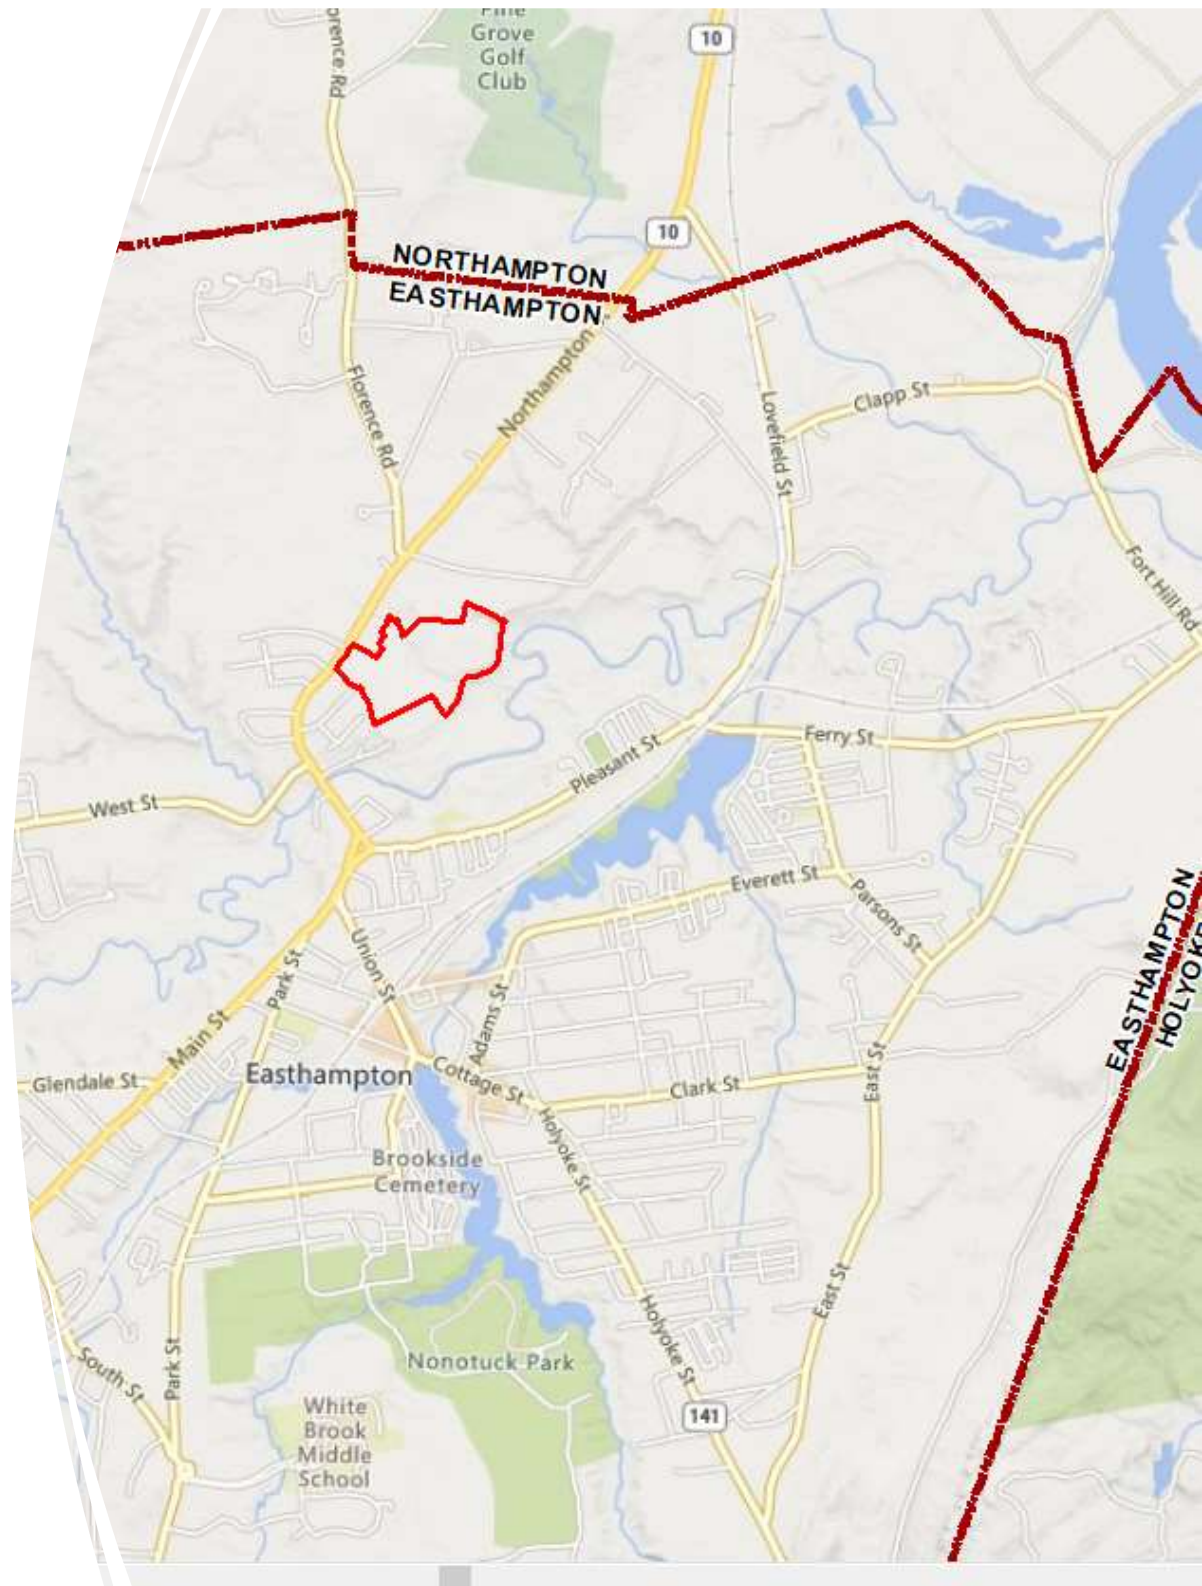 Pine
Grove
Golf
Club
10
orence Rd
10
NORTHAMPTON
EASTHAMPTON
Northampton
Florence Rd
Lovefield St
Clapp St
Fort Hill Rd
Ferry St
Pleasant St
West St
Everett St
Parsons St
Union St
Park St
Main St
Adams St
EASTHAMPTON
HOLYOKE
Glendale St
Easthampton
Cottage St
Clark St
East St
Holyoke St
Brookside
Cemetery
East St
Holyoke St
South St
Park St
Nonotuck Park
White
Brook
Middle
School
141